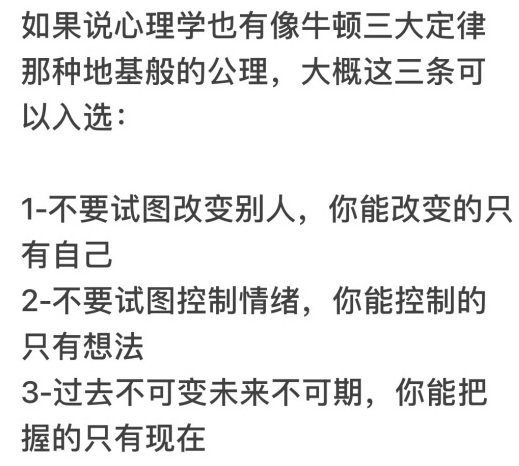 如果说心理学也有像牛顿三大定律
那种地基般的公理，大概这三条可
以入选：
1-不要试图改变别人，你能改变的只
有自己
2-不要试图控制情绪，你能控制的
只有想法
3-过去不可变未来不可期，你能把
握的只有现在